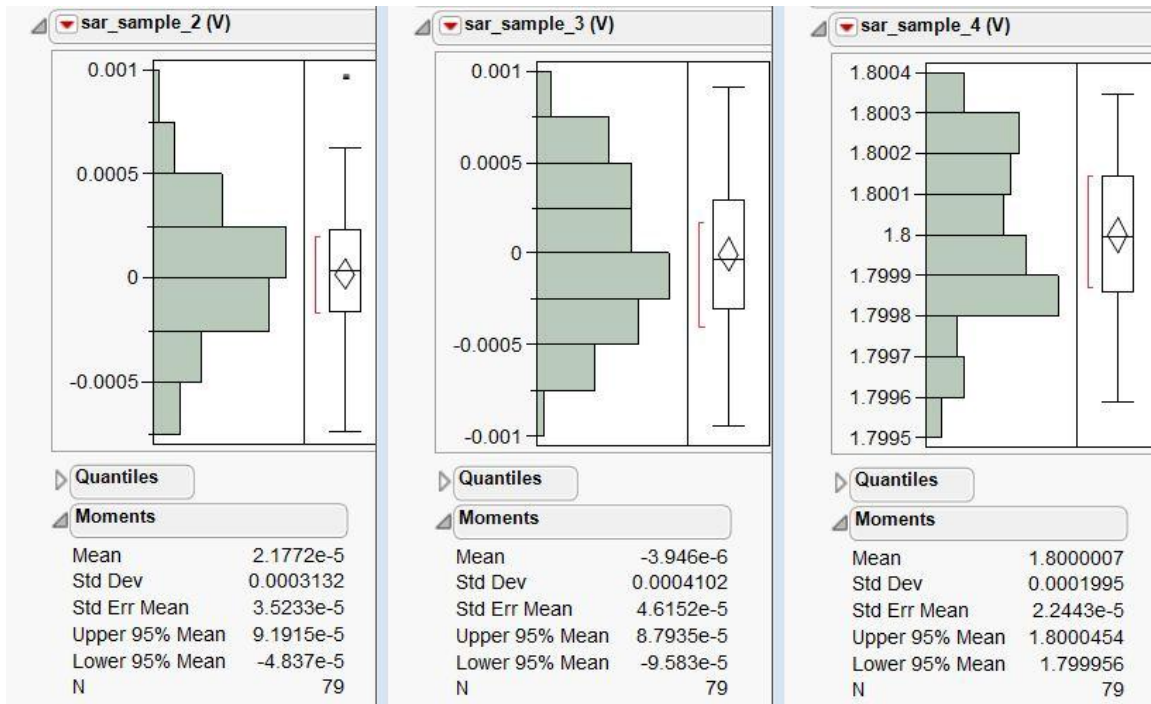 sar_sample_2 (V)
0.001
0.0005
0
-0.0005
Quantiles
Moments
Mean 2.1772e-5
Std Dev 0.0003132
Std Err Mean 3.5233e-5
Upper 95% Mean 9.1915e-5
Lower 95% Mean -4.837e-5
N 79
sar_sample_3 (V)
0.001
0.0005
0
-0.0005
-0.001
Quantiles
Moments
Mean -3.946e-6
Std Dev 0.0004102
Std Err Mean 4.6152e-5
Upper 95% Mean 8.7935e-5
Lower 95% Mean -9.583e-5
N 79
sar_sample_4 (V)
1.8004
1.8003
1.8002
1.8001
1.8
1.7999
1.7998
1.7997
1.7996
1.7995
Quantiles
Moments
Mean 1.8000007
Std Dev 0.0001995
Std Err Mean 2.2443e-5
Upper 95% Mean 1.8000454
Lower 95% Mean 1.799956
N 79